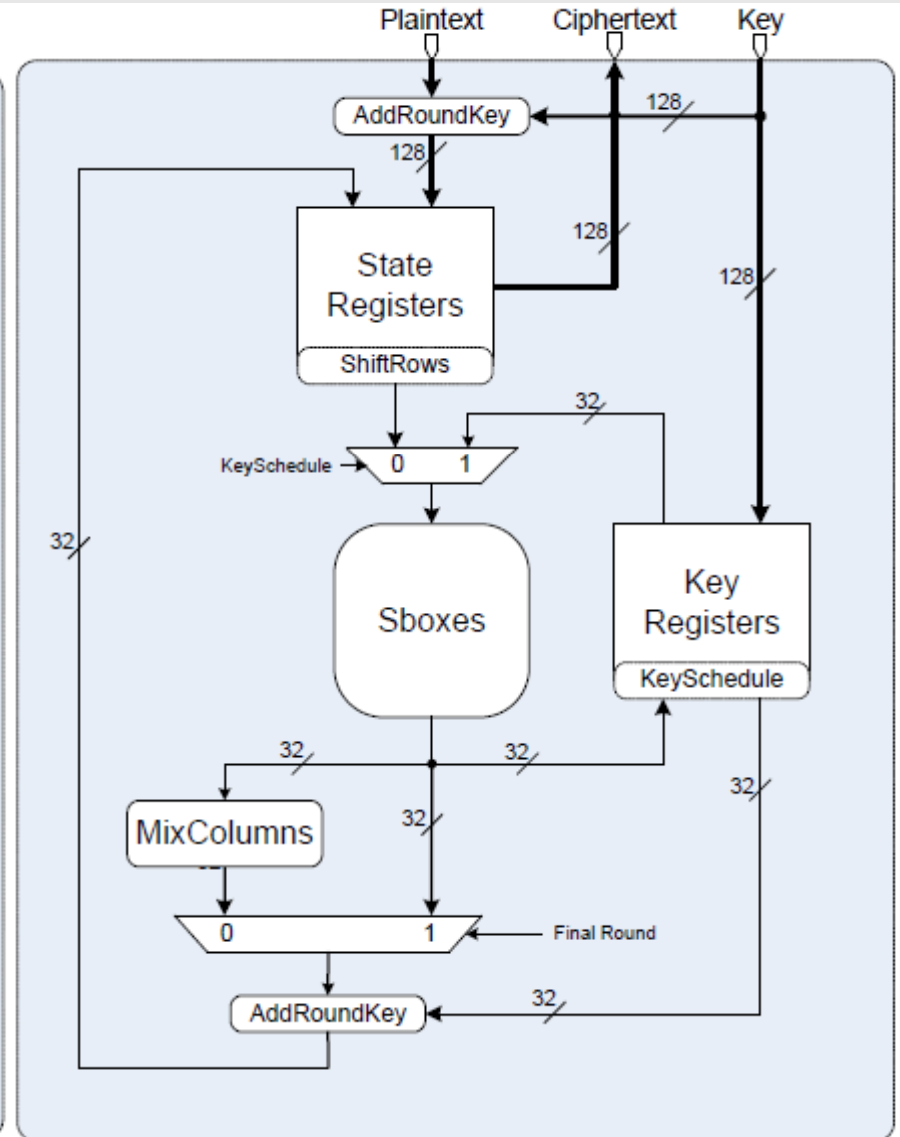 Plaintext Ciphertext Key
AddRoundKey
128
128
State
Registers
128
128
ShiftRows
32
KeySchedule
0 1
32
Sboxes
Key
Registers
KeySchedule
32
32
32
32
MixColumns
0 1
Final Round
AddRoundKey
32